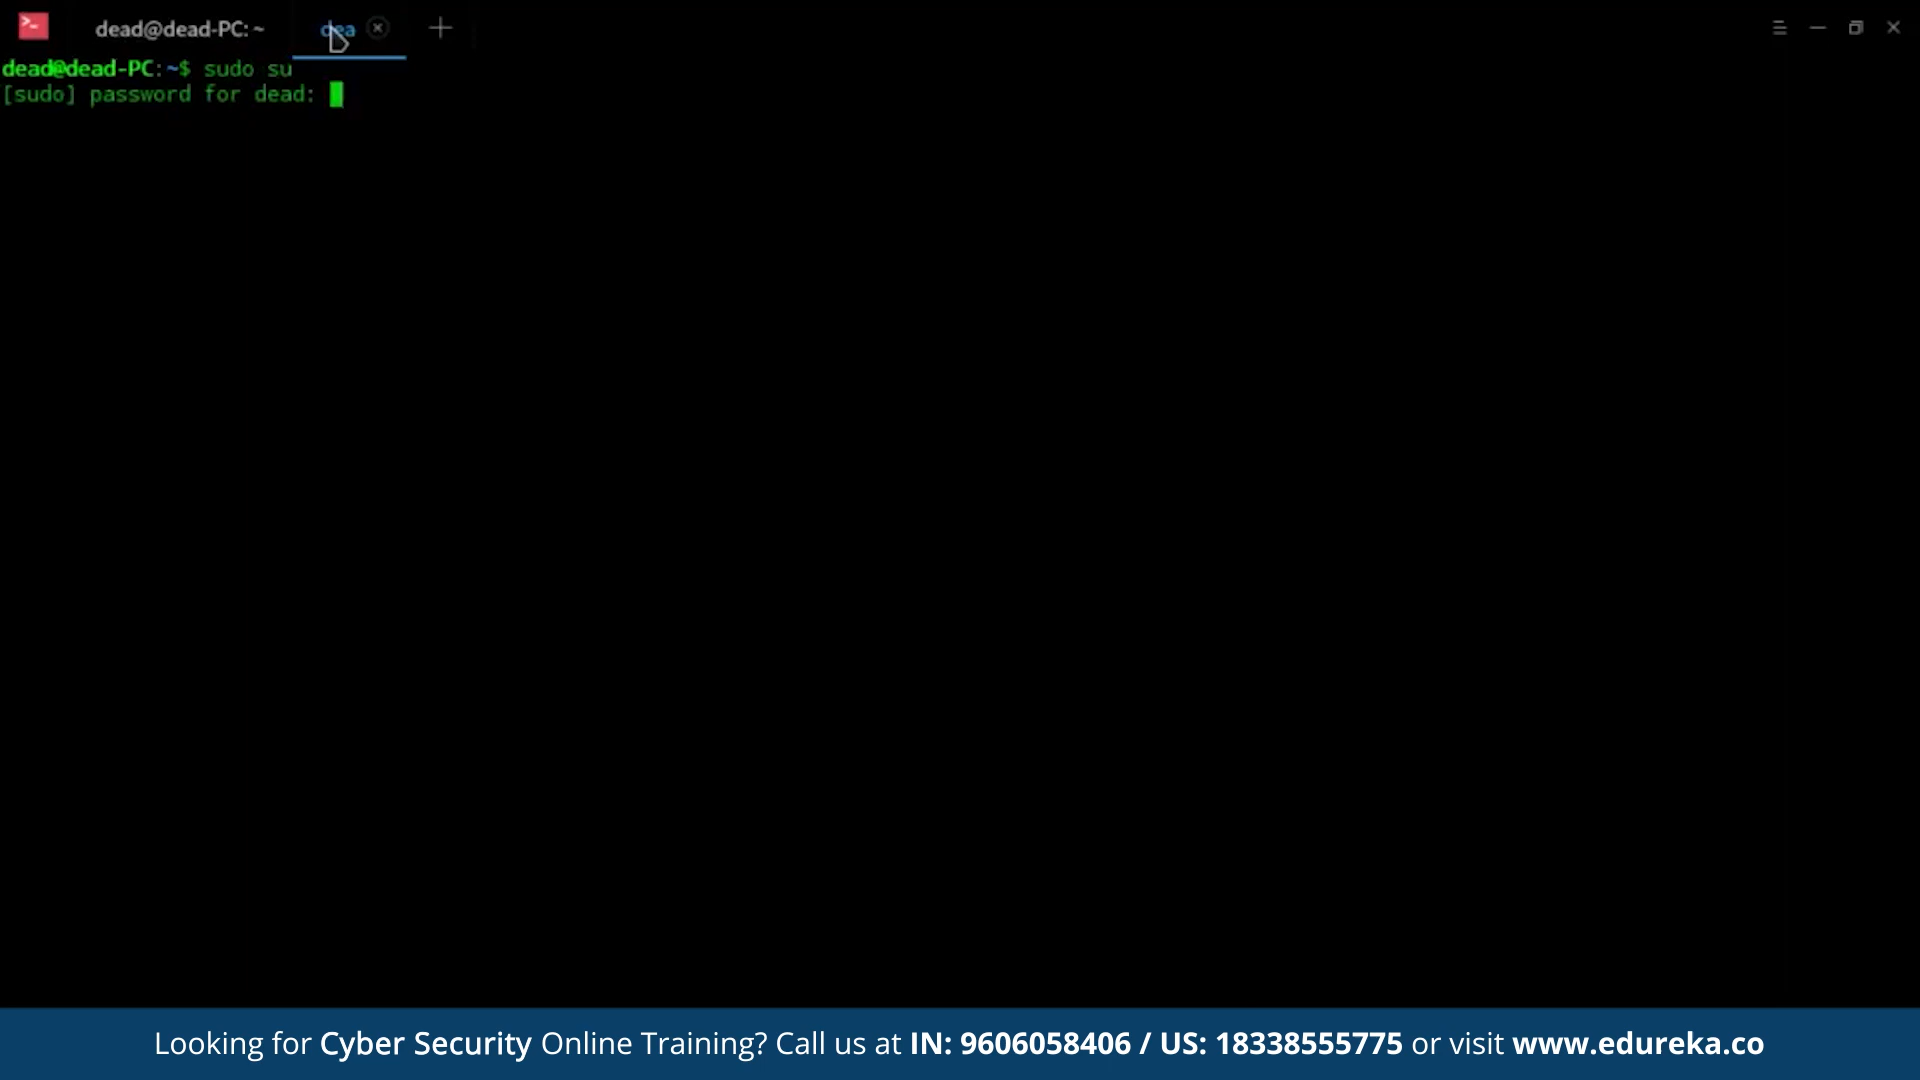 dead@dead-PC: ~
dea
dead@dead-PC:~$ sudo su
[sudo] password for dead:
Looking for Cyber Security Online Training? Call us at IN: 9606058406 / US: 18338555775 or visit www.edureka.co